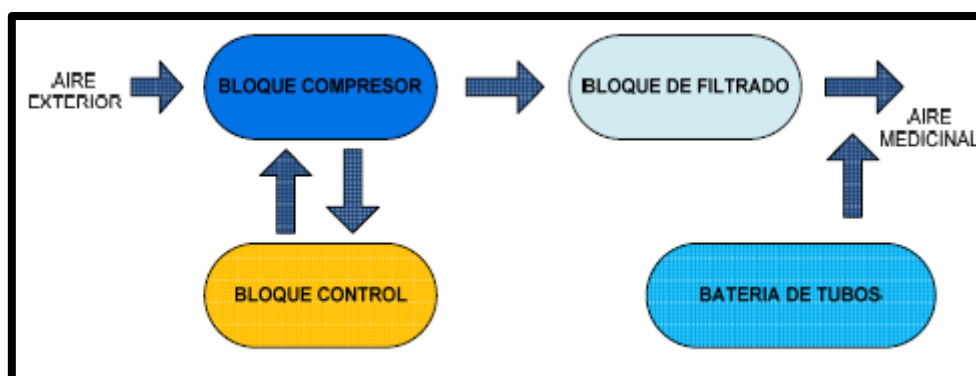 AIRE
EXTERIOR
BLOQUE COMPRESOR
BLOQUE DE FILTRADO
AIRE
MEDICINAL
BLOQUE CONTROL
BATERIA DE TUBOS